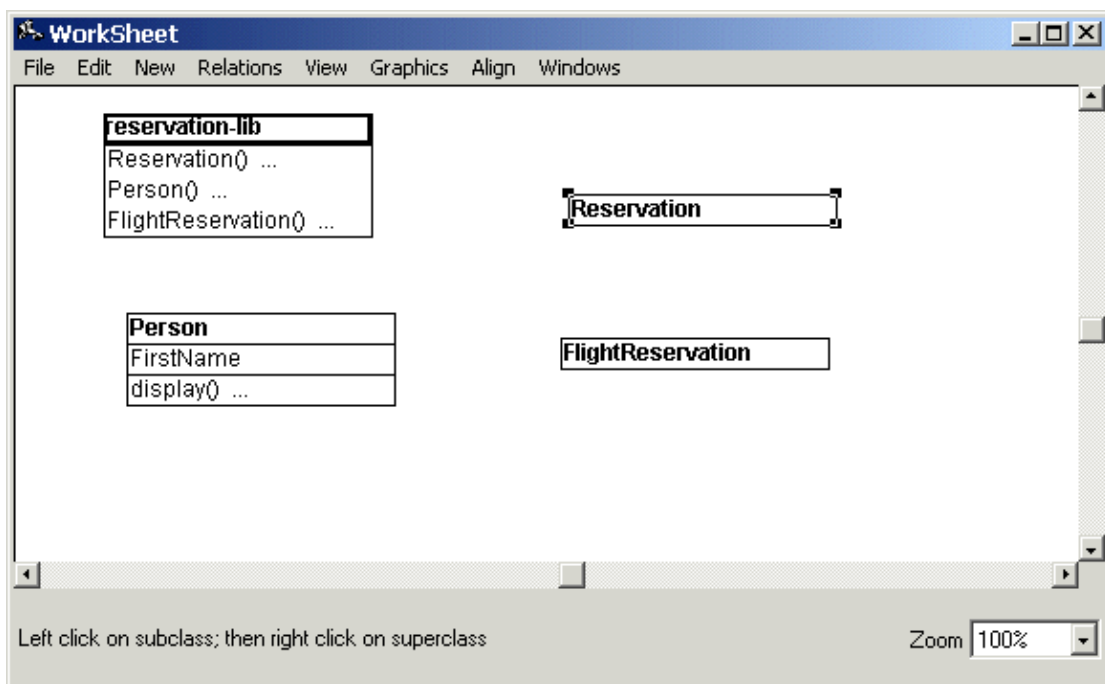 WorkSheet
File Edit New Relations View Graphics Align Windows
reservation-lib
Reservation() ...
Person() ...
FlightReservation() ...
Reservation
Person
FirstName
display() ...
FlightReservation
Left click on subclass; then right click on superclass
Zoom 100%